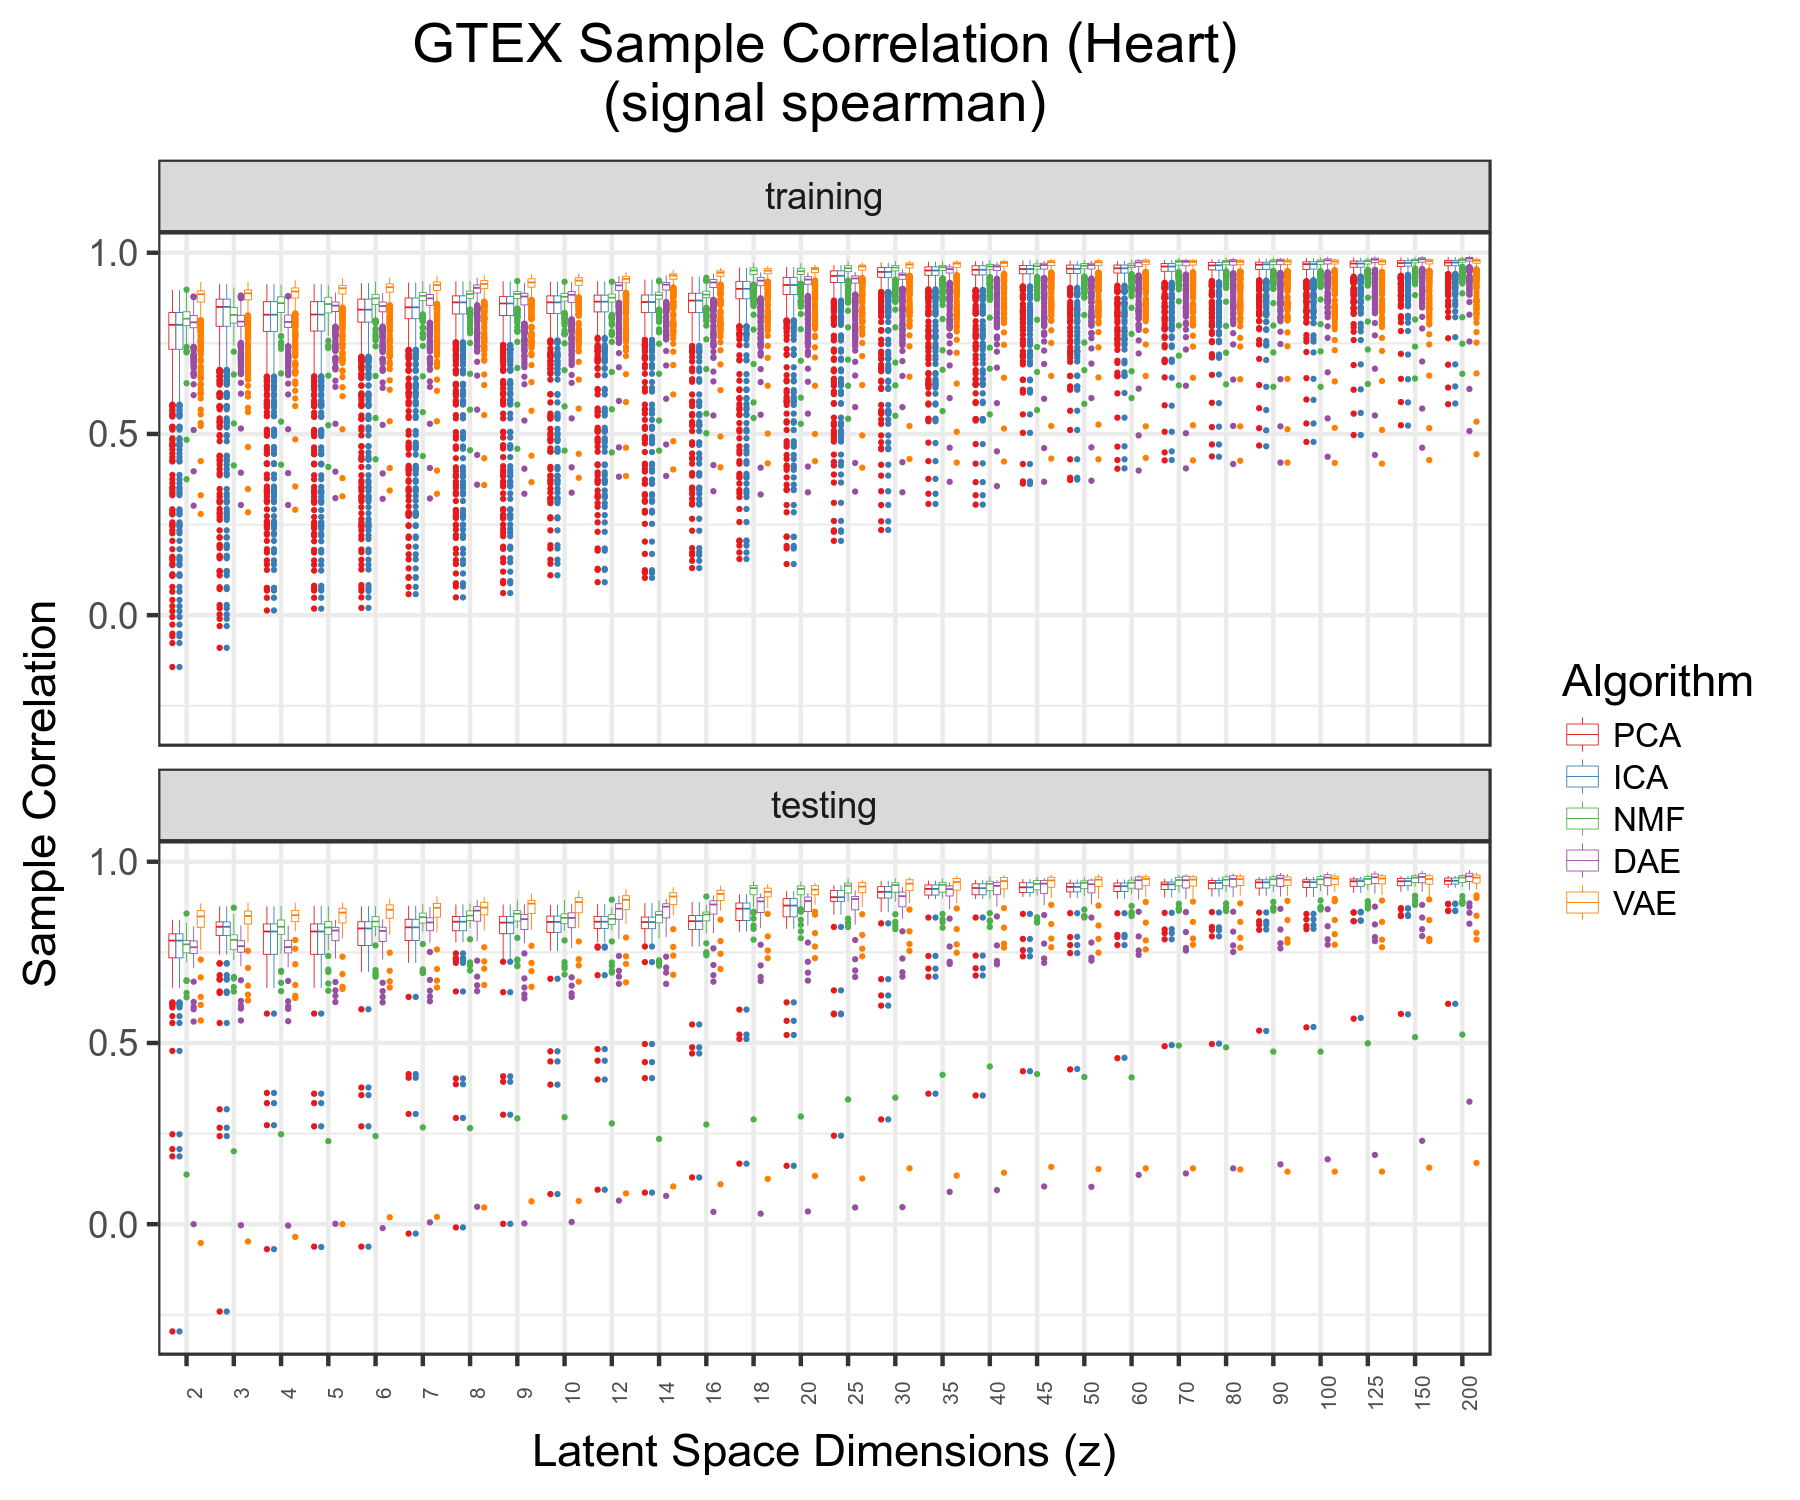 GTEX Sample Correlation (Heart)
(signal spearman)
training
1.0
0.5
0.0
testing
1.0
0.5
0.0
Sample Correlation
2 3 4 5 6 7 8 9 10 12 14 16 18 20 25 30 35 40 45 50 60 70 80 90 100 125 150 200
Latent Space Dimensions (z)
Algorithm
PCA
ICA
NMF
DAE
VAE